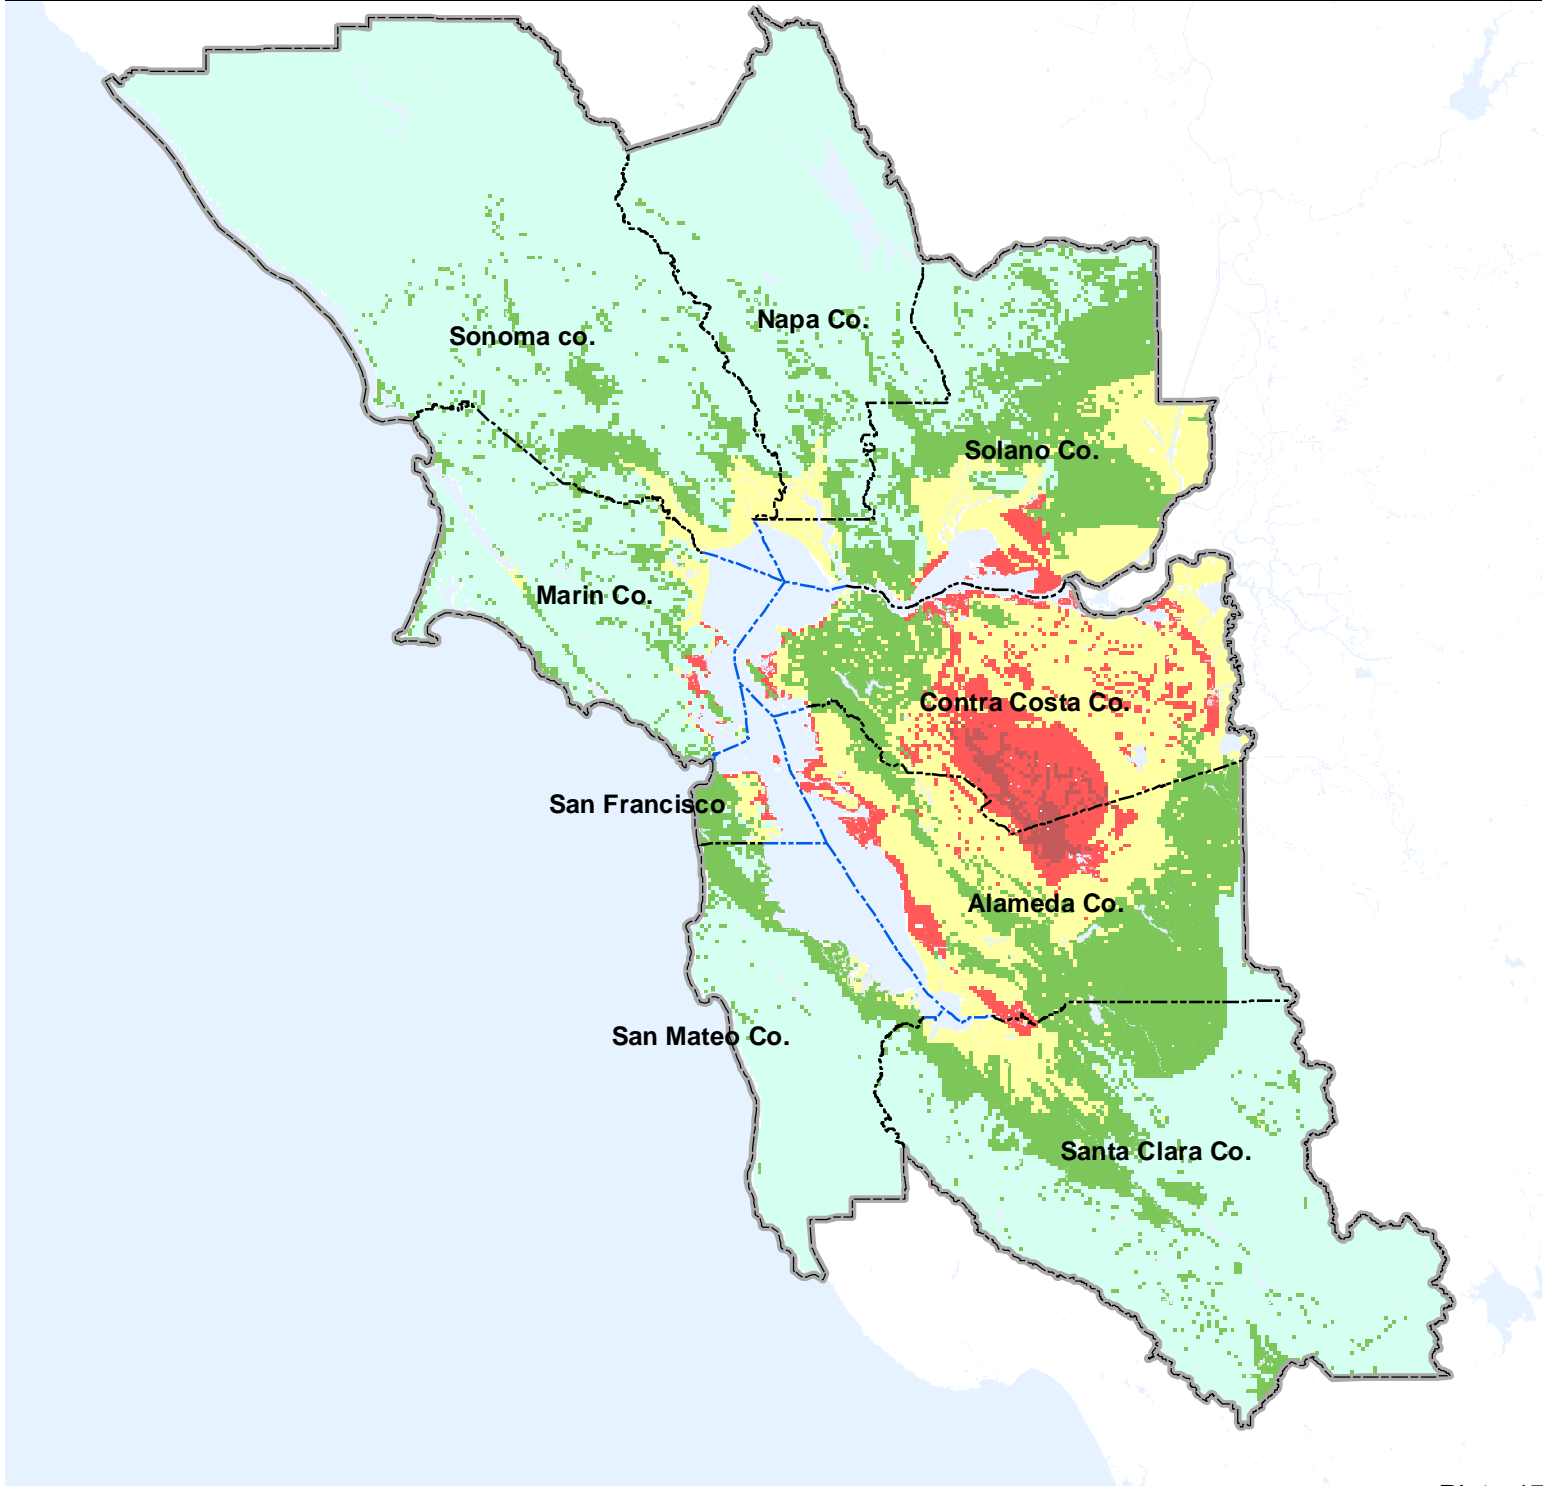 Napa Co.
Sonoma co.
Solano Co.
Marin Co.
Contra Costa Co.
San Francisco
Alameda Co.
San Mateo Co.
Santa Clara Co.